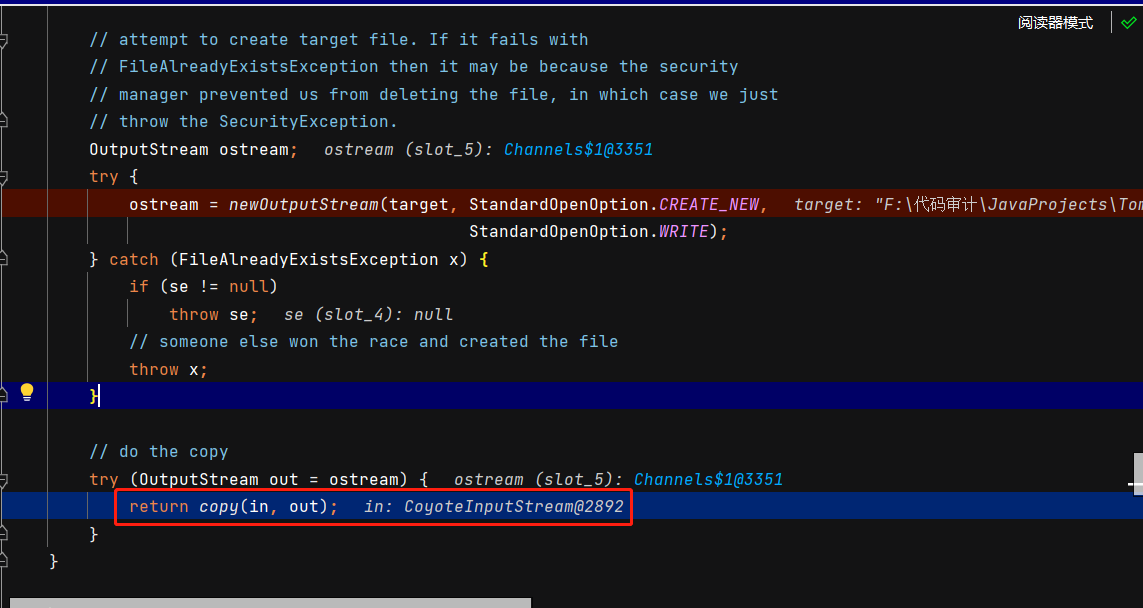 阅读器模式
// attempt to create target file. If it fails with
// FileAlreadyExistsException then it may be because the security
// manager prevented us from deleting the file, in which case we just
// throw the SecurityException.
OutputStream ostream; ostream (slot_5): Channels$1@3351
try {
ostream = newOutputStream(target, StandardOpenOption.CREATE_NEW, target: "F:\代码审计\JavaProjects\Tom
StandardOpenOption.WRITE);
} catch (FileAlreadyExistsException x) {
if (se != null)
throw se; se (slot_4): null
// someone else won the race and created the file
throw x;
}
// do the copy
try (OutputStream out = ostream) { ostream (slot_5): Channels$1@3351
return copy(in, out); in: CoyoteInputStream@2892
}
}